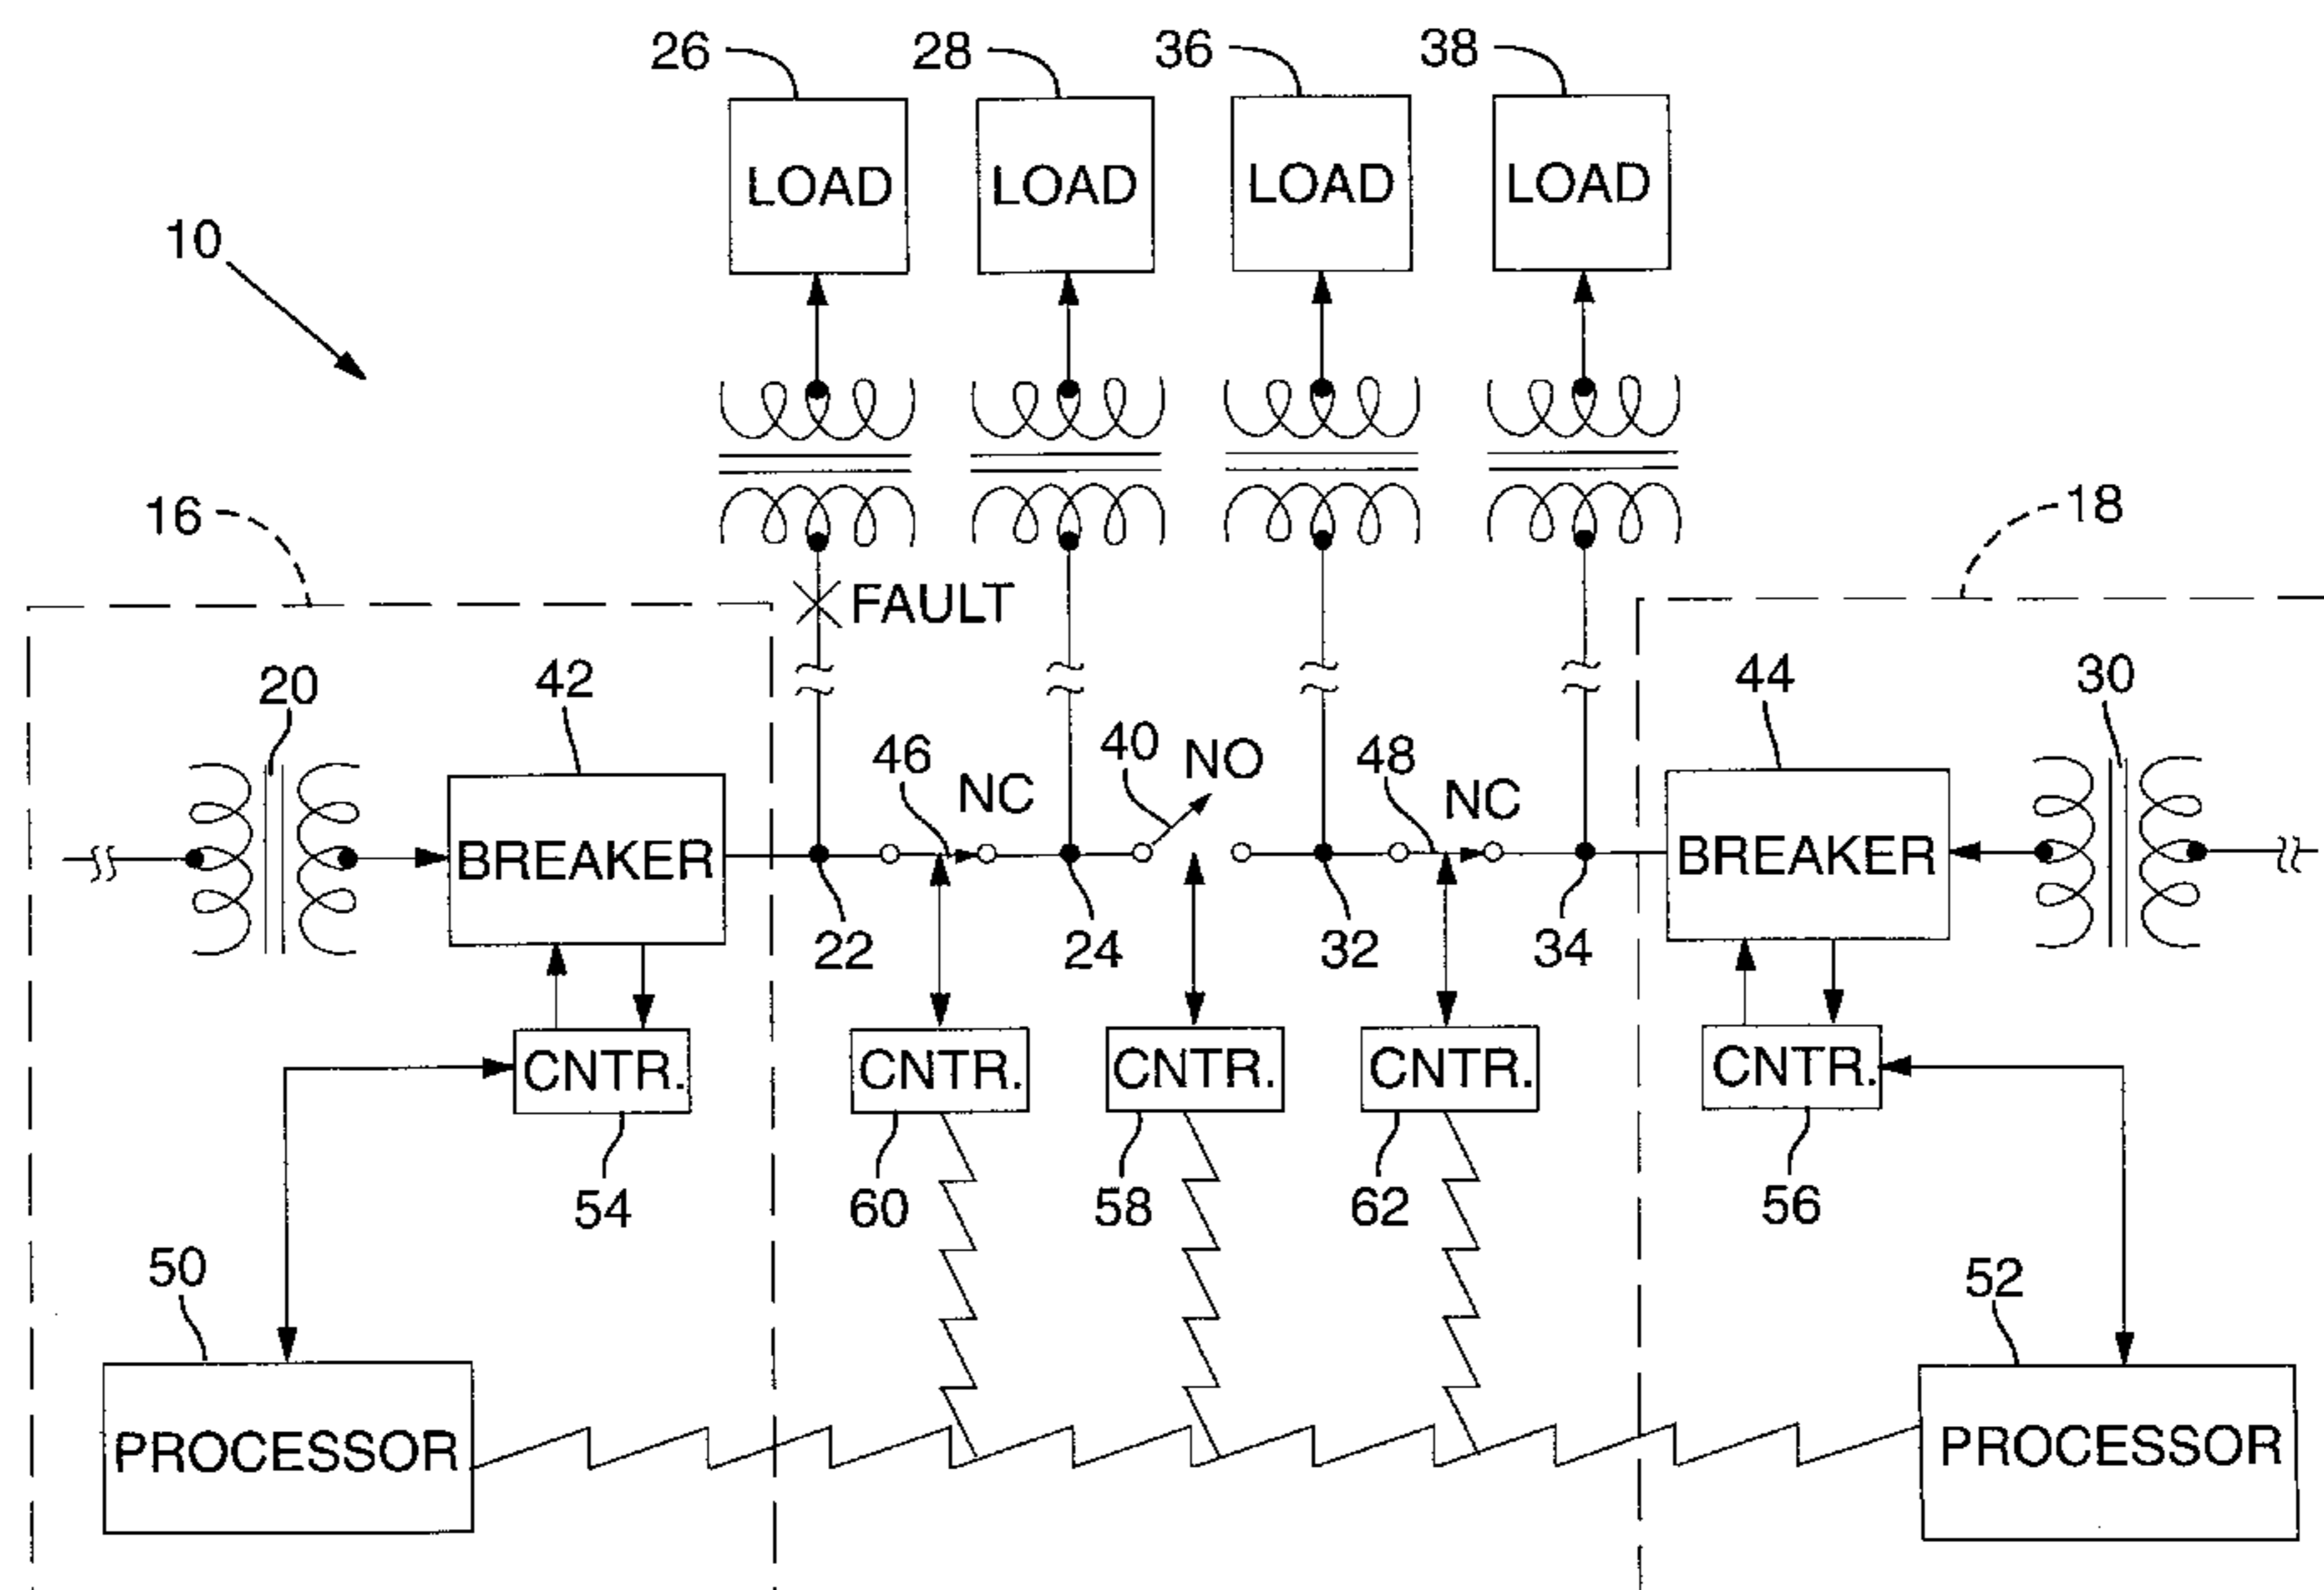 26 28 36 38
LOAD LOAD LOAD LOAD
10
16 18
FAULT
20 42 44 30
46 NC 40 NO 48 NC
BREAKER BREAKER
22 24 32 34
CNTR. CNTR. CNTR. CNTR. CNTR.
54 60 58 62 56
50 52
PROCESSOR PROCESSOR